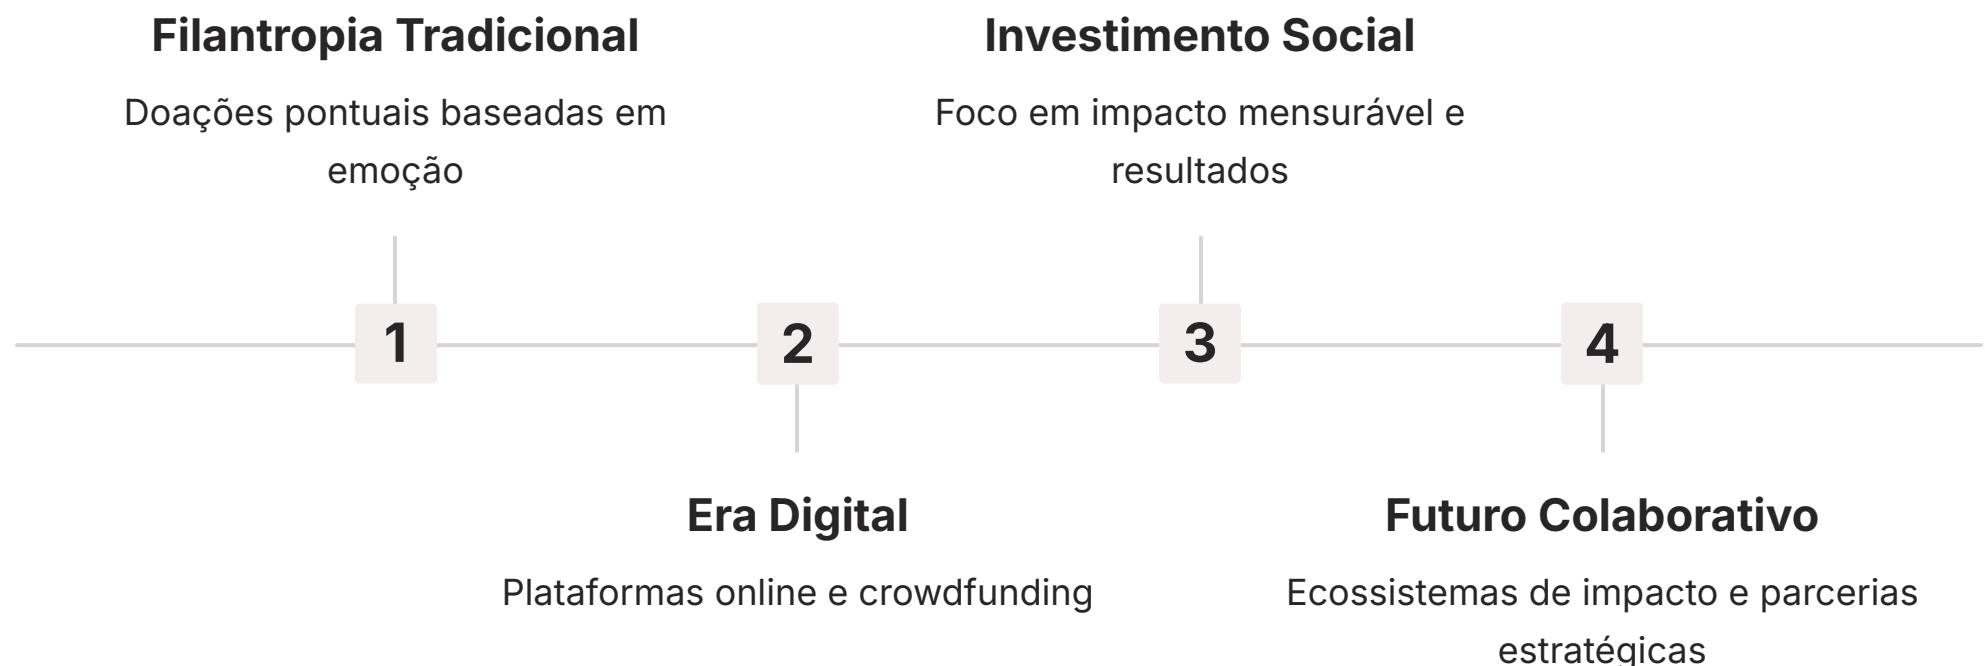 Filantropia Tradicional
Doações pontuais baseadas em
emoção
Investimento Social
Foco em impacto mensurável e
resultados
1
2
3
4
Era Digital
Plataformas online e crowdfunding
Futuro Colaborativo
Ecossistemas de impacto e parcerias
estratégicas